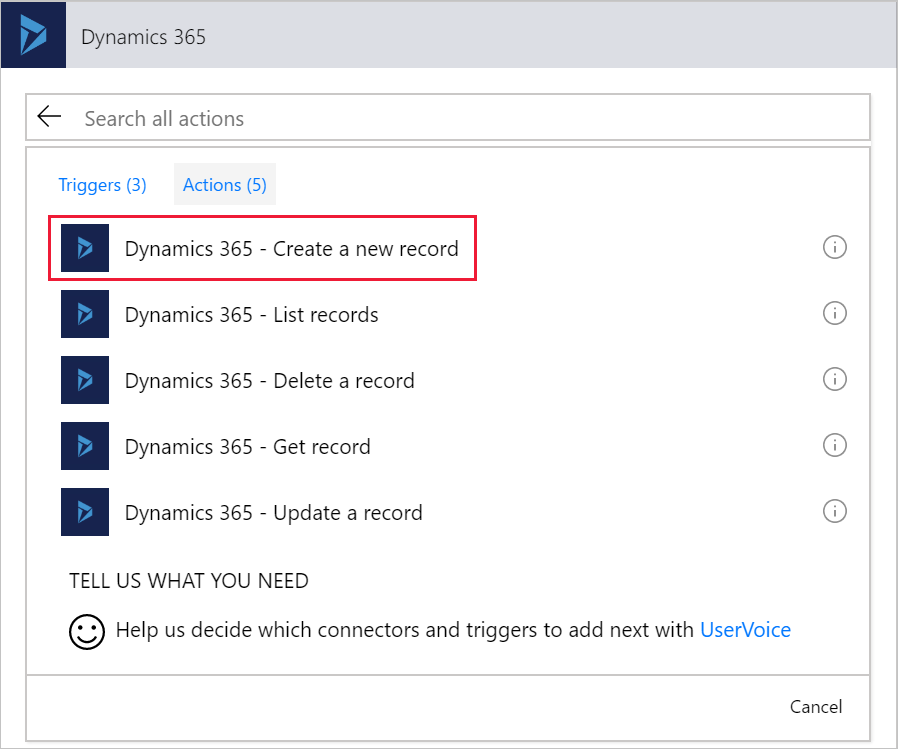 Dynamics 365
Search all actions
Triggers (3) Actions (5)
Dynamics 365 - Create a new record
Dynamics 365 - List records
Dynamics 365 - Delete a record
Dynamics 365 - Get record
Dynamics 365 - Update a record
TELL US WHAT YOU NEED
Help us decide which connectors and triggers to add next with UserVoice
Cancel